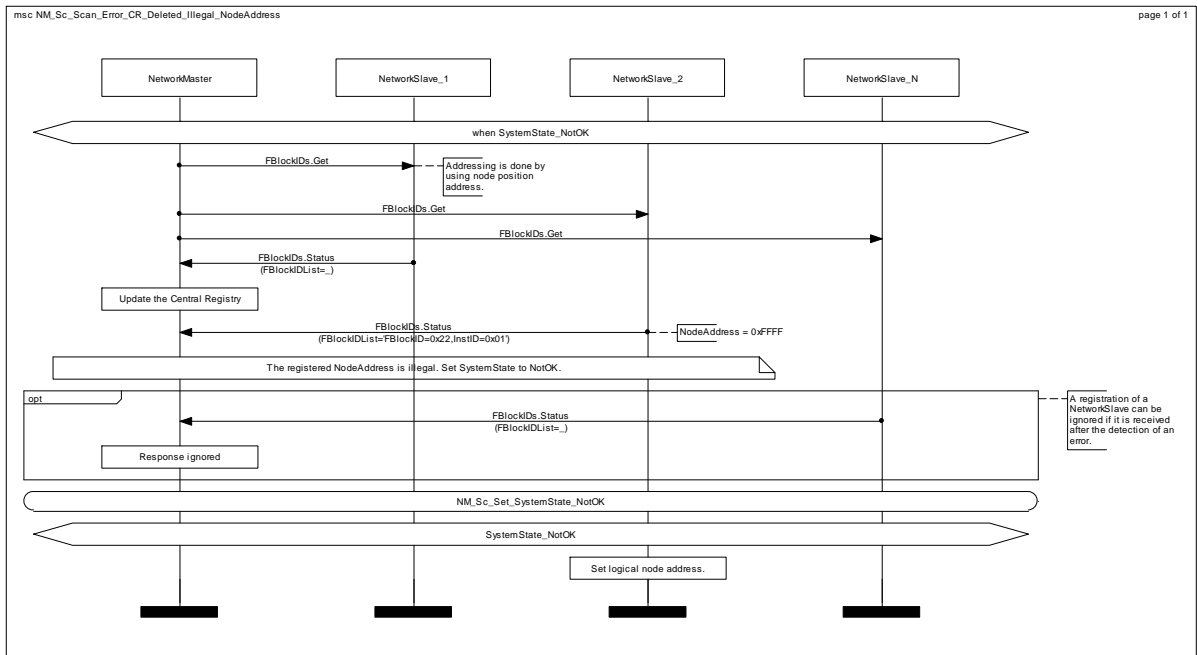 msc NM_Sc_Scan_Error_CR_Deleted_Illegal_NodeAddress
page 1 of 1
NetworkMaster
NetworkSlave_1
NetworkSlave_2
NetworkSlave_N
when SystemState_NotOK
FBlockIDs.Get
Addressing is done by
using node position
address.
FBlockIDs.Get
FBlockIDs.Get
FBlockIDs.Status
(FBlockIDList=_)
Update the Central Registry
FBlockIDs.Status
(FBlockIDList='FBlockID=0x22,InstID=0x01')
NodeAddress = 0xFFFF
The registered NodeAddress is illegal. Set SystemState to NotOK.
opt
FBlockIDs.Status
(FBlockIDList=_)
A registration of a
NetworkSlave can be
ignored if it is received
after the detection of an
error.
Response ignored
NM_Sc_Set_SystemState_NotOK
SystemState_NotOK
Set logical node address.